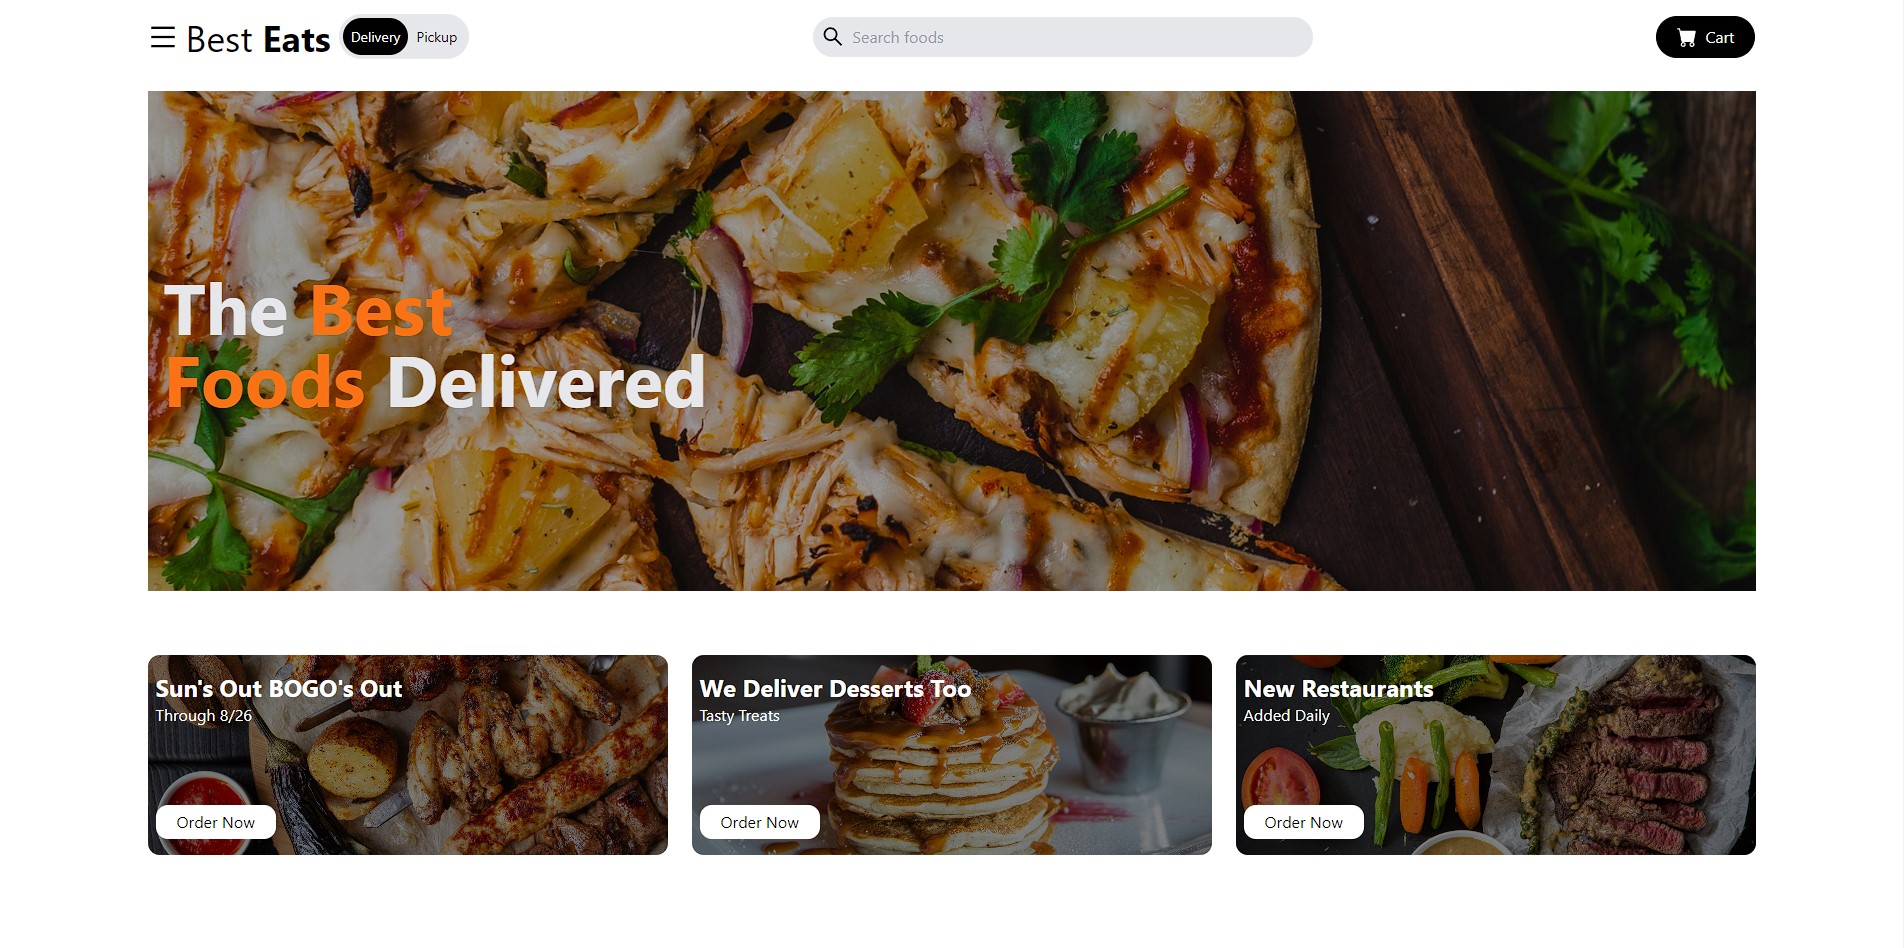 Best Eats
Delivery
Pickup
Search foods
Cart
The Best
Foods Delivered
Sun's Out BOGO's Out
Through 8/26
Order Now
We Deliver Desserts Too
Tasty Treats
Order Now
New Restaurants
Added Daily
Order Now